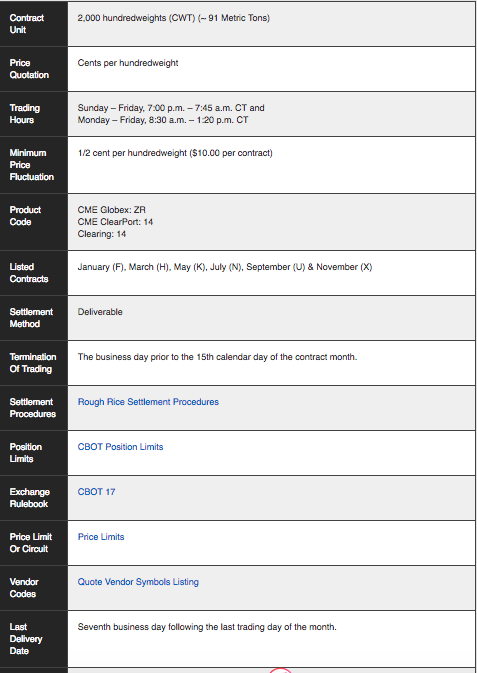 Contract
Unit
2,000 hundredweights (CWT) (~ 91 Metric Tons)
Price
Quotation
Cents per hundredweight
Trading
Hours
Sunday – Friday, 7:00 p.m. – 7:45 a.m. CT and
Monday – Friday, 8:30 a.m. – 1:20 p.m. CT
Minimum
Price
Fluctuation
1/2 cent per hundredweight ($10.00 per contract)
Product
Code
CME Globex: ZR
CME ClearPort: 14
Clearing: 14
Listed
Contracts
January (F), March (H), May (K), July (N), September (U) & November (X)
Settlement
Method
Deliverable
Termination
Of Trading
The business day prior to the 15th calendar day of the contract month.
Settlement
Procedures
Rough Rice Settlement Procedures
Position
Limits
CBOT Position Limits
Exchange
Rulebook
CBOT 17
Price Limit
Or Circuit
Price Limits
Vendor
Codes
Quote Vendor Symbols Listing
Last
Delivery
Date
Seventh business day following the last trading day of the month.